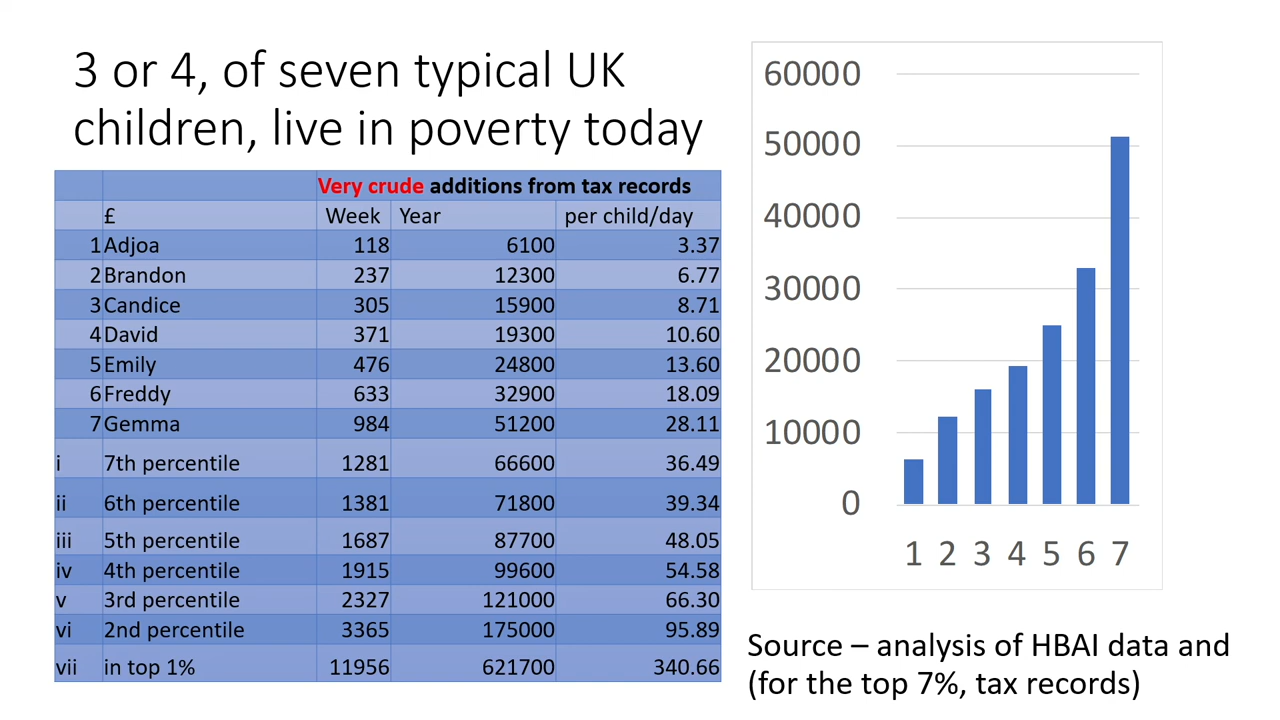 3 or 4, of seven typical UK
children, live in poverty today
Very crude additions from tax records
£ Week Year per child/day
1 Adjoa 118 6100 3.37
2 Brandon 237 12300 6.77
3 Candice 305 15900 8.71
4 David 371 19300 10.60
5 Emily 476 24800 13.60
6 Freddy 633 32900 18.09
7 Gemma 984 51200 28.11
i 7th percentile 1281 66600 36.49
ii 6th percentile 1381 71800 39.34
iii 5th percentile 1687 87700 48.05
iv 4th percentile 1915 99600 54.58
v 3rd percentile 2327 121000 66.30
vi 2nd percentile 3365 175000 95.89
vii in top 1% 11956 621700 340.66
60000
50000
40000
30000
20000
10000
0
1 2 3 4 5 6 7
Source – analysis of HBAI data and
(for the top 7%, tax records)